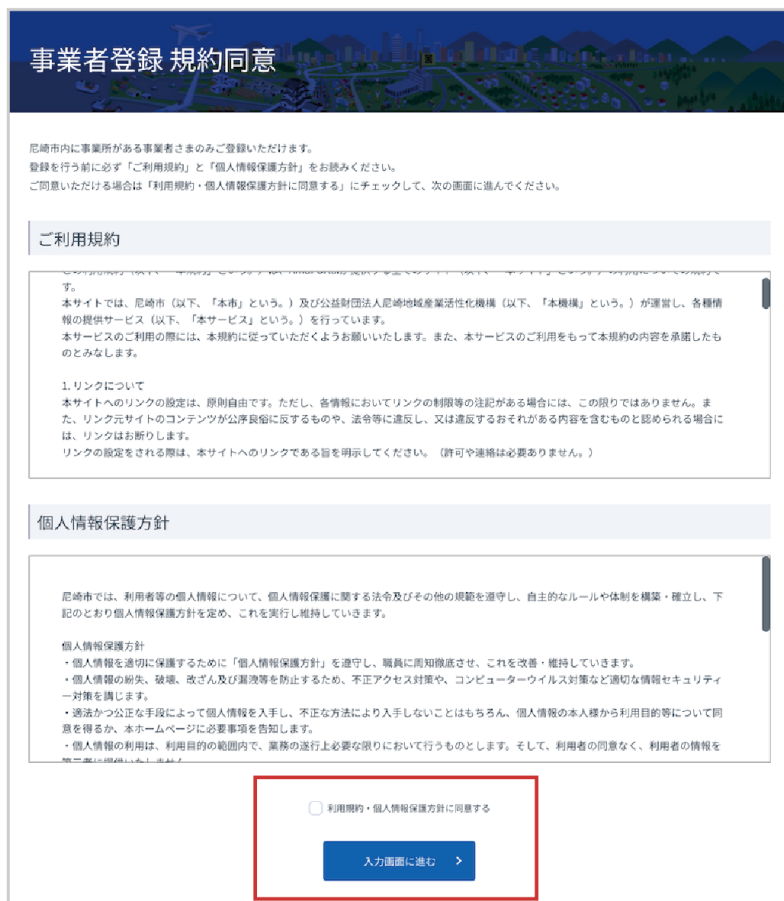 事業者登録 規約同意
尼崎市内に事業所がある事業者さまのみご登録いただけます。
登録を行う前に必ず「ご利用規約」と「個人情報保護方針」をお読みください。
ご同意いただける場合は「利用規約・個人情報保護方針に同意する」にチェックして、次の画面に進んでください。
ご利用規約
す。
本サイトでは、尼崎市（以下、「本市」という。）及び公益財団法人尼崎地域産業活性化機構（以下、「本機構」という。）が運営し、各種情
報の提供サービス（以下、「本サービス」という。）を行っています。
本サービスのご利用の際には、本規約に従っていただくようお願いいたします。また、本サービスのご利用をもって本規約の内容を承諾したも
のとみなします。
1. リンクについて
本サイトへのリンクの設定は、原則自由です。ただし、各情報においてリンクの制限等の注記がある場合には、この限りではありません。ま
た、リンク元サイトのコンテンツが公序良俗に反するものや、法令等に違反し、又は違反するおそれがある内容を含むものと認められる場合に
は、リンクはお断りします。
リンクの設定をされる際は、本サイトへのリンクである旨を明示してください。（許可や連絡は必要ありません。）
個人情報保護方針
尼崎市では、利用者等の個人情報について、個人情報保護に関する法令及びその他の規範を遵守し、自主的なルールや体制を構築・確立し、下
記のとおり個人情報保護方針を定め、これを実行し維持していきます。
個人情報保護方針
・個人情報を適切に保護するために「個人情報保護方針」を遵守し、職員に周知徹底させ、これを改善・維持していきます。
・個人情報の紛失、破壊、改ざん及び漏洩等を防止するため、不正アクセス対策や、コンピューターウイルス対策など適切な情報セキュリティ
ー対策を講じます。
・適法かつ公正な手段によって個人情報を入手し、不正な方法により入手しないことはもちろん、個人情報の本人様から利用目的等について同
意を得るか、本ホームページに必要事項を告知します。
・個人情報の利用は、利用目的の範囲内で、業務の遂行上必要な限りにおいて行うものとします。そして、利用者の同意なく、利用者の情報を
利用規約・個人情報保護方針に同意する
入力画面に進む